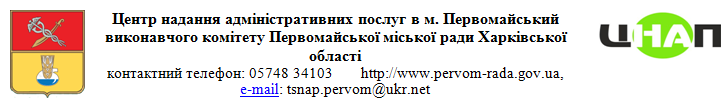 Центр надання адміністративних послуг в м. Первомайський
виконавчого комітету Первомайської міської ради Харківської
області
контактний телефон: 05748 34103 http://www.pervom-rada.gov.ua,
e-mail: tsnap.pervom@ukr.net
ЦНАП